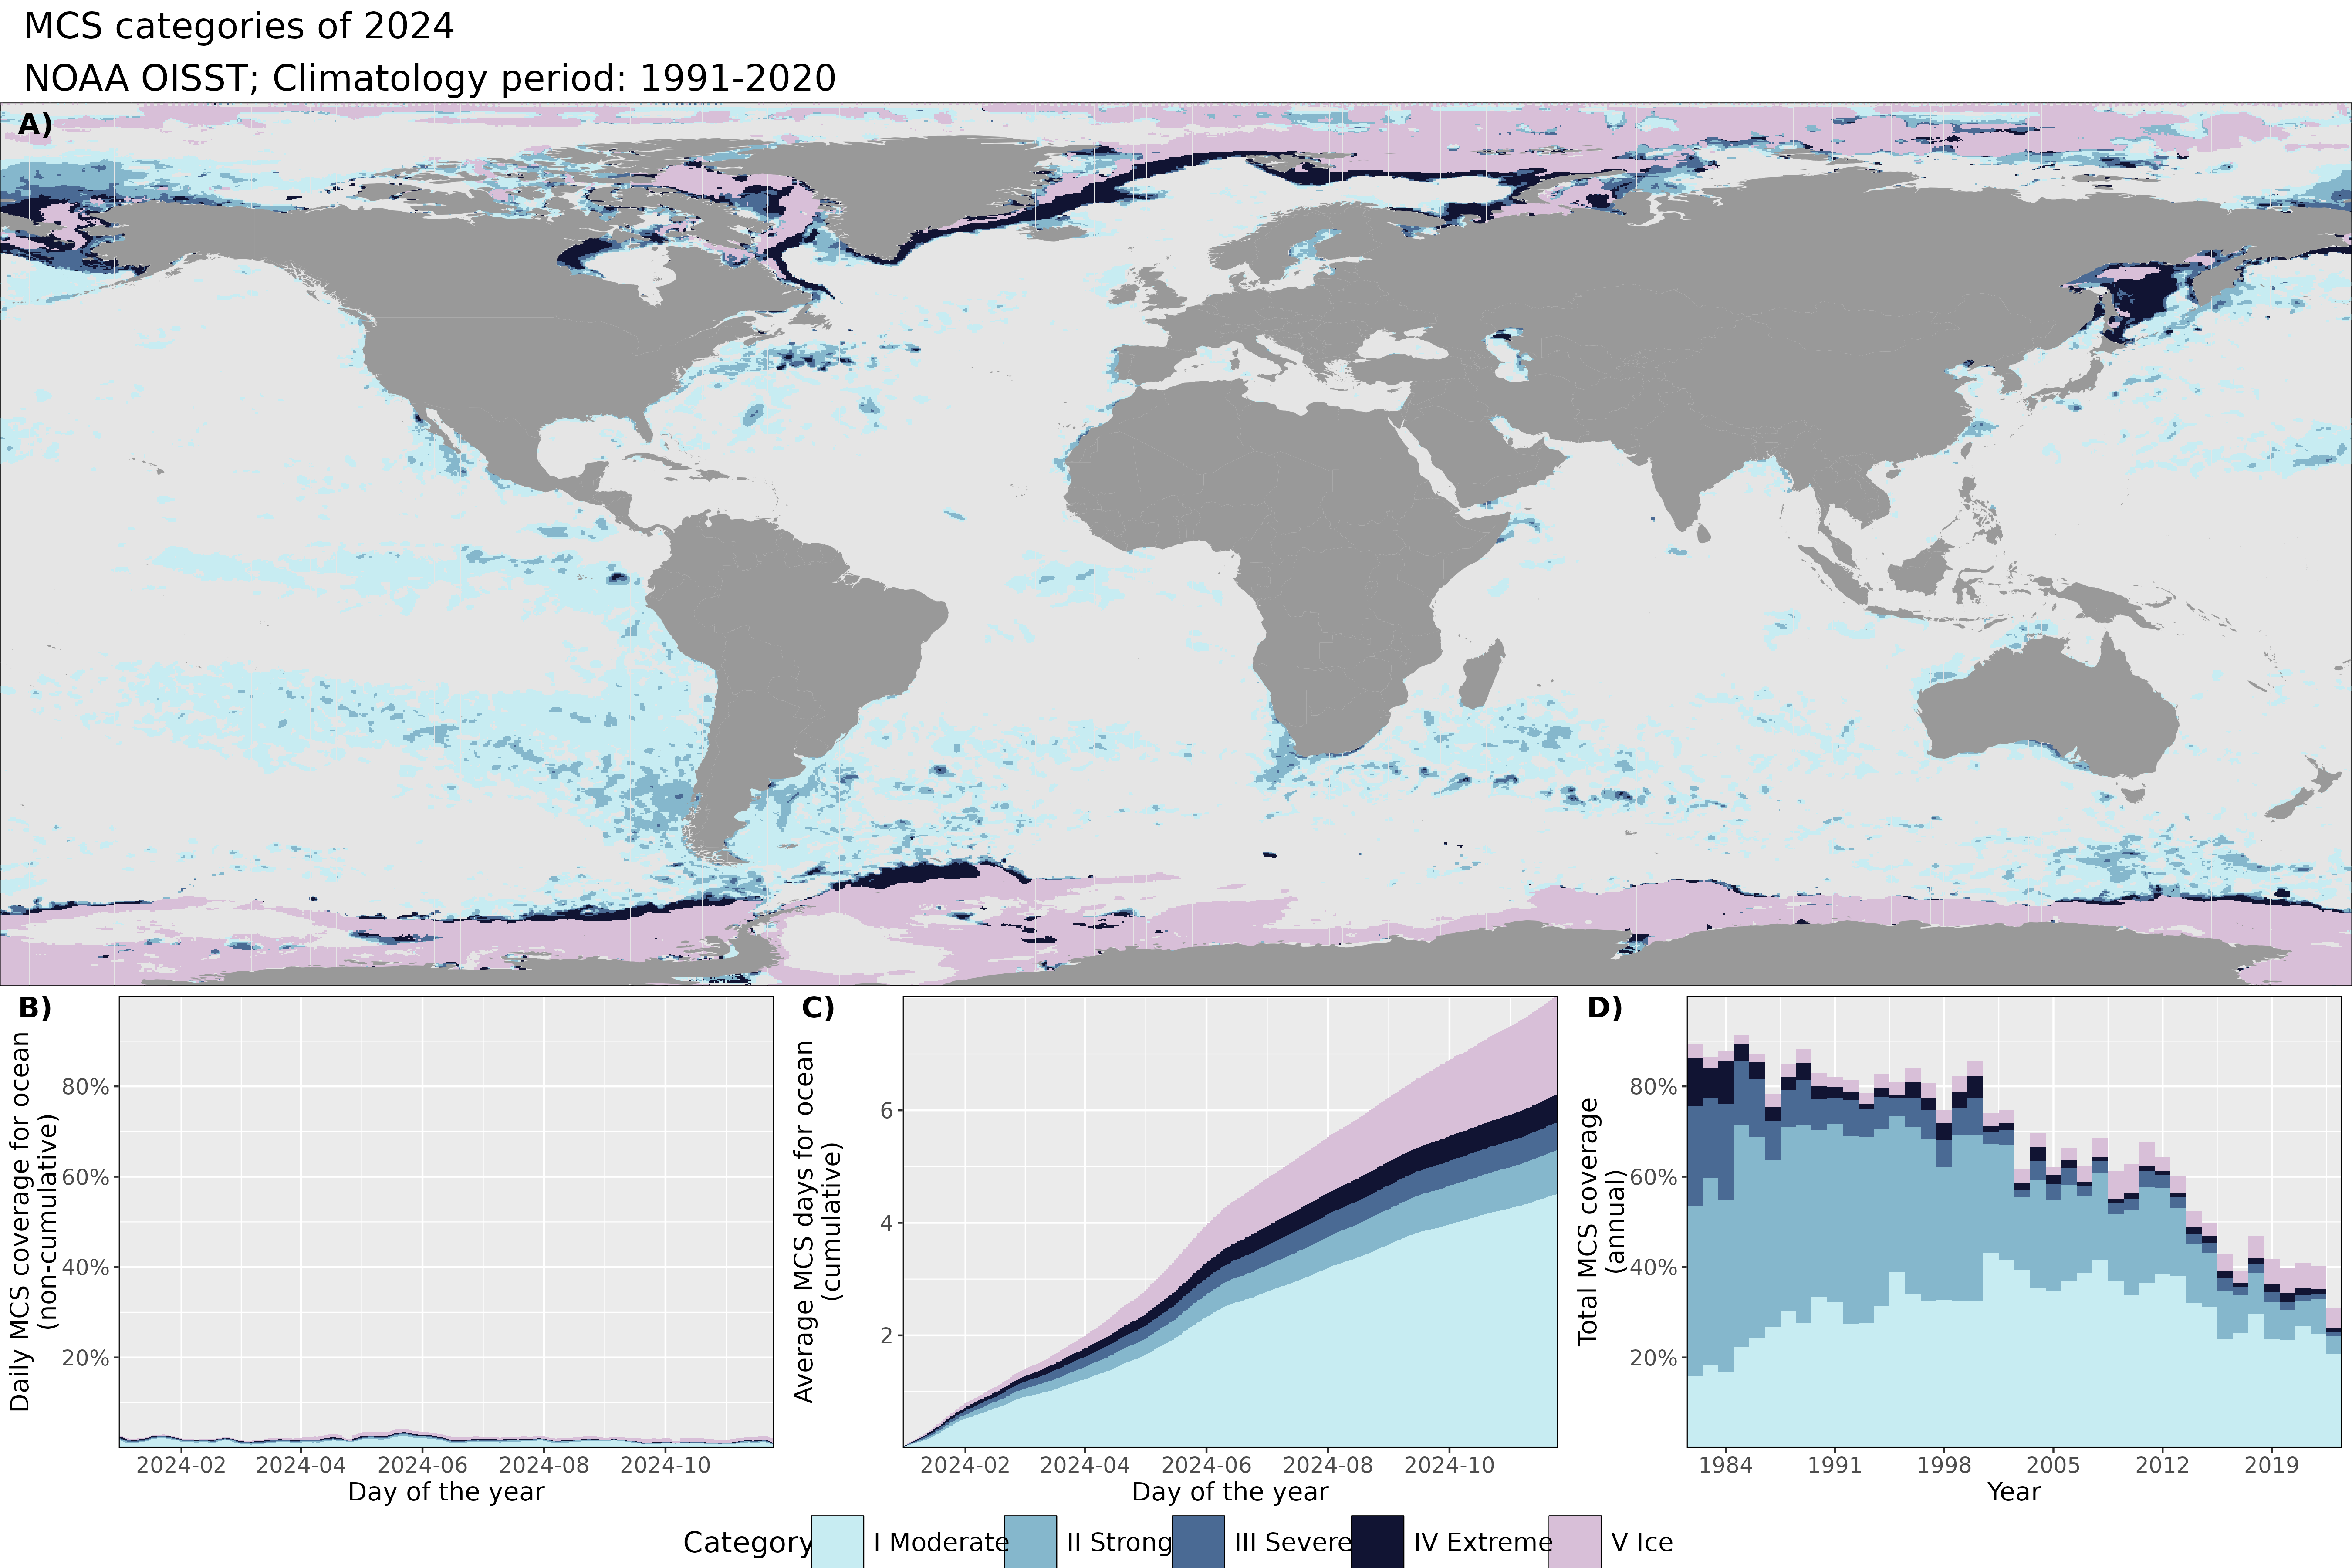 MCS categories of 2024
NOAA OISST; Climatology period: 1991-2020
A)
B)
Daily MCS coverage for ocean
(non-cumulative)
80%
60%
40%
20%
2024-02 2024-04 2024-06 2024-08 2024-10
Day of the year
C)
Average MCS days for ocean
(cumulative)
6
4
2
2024-02 2024-04 2024-06 2024-08 2024-10
Day of the year
D)
Total MCS coverage
(annual)
80%
60%
40%
20%
1984 1991 1998 2005 2012 2019
Year
Category I Moderate II Strong III Severe IV Extreme V Ice